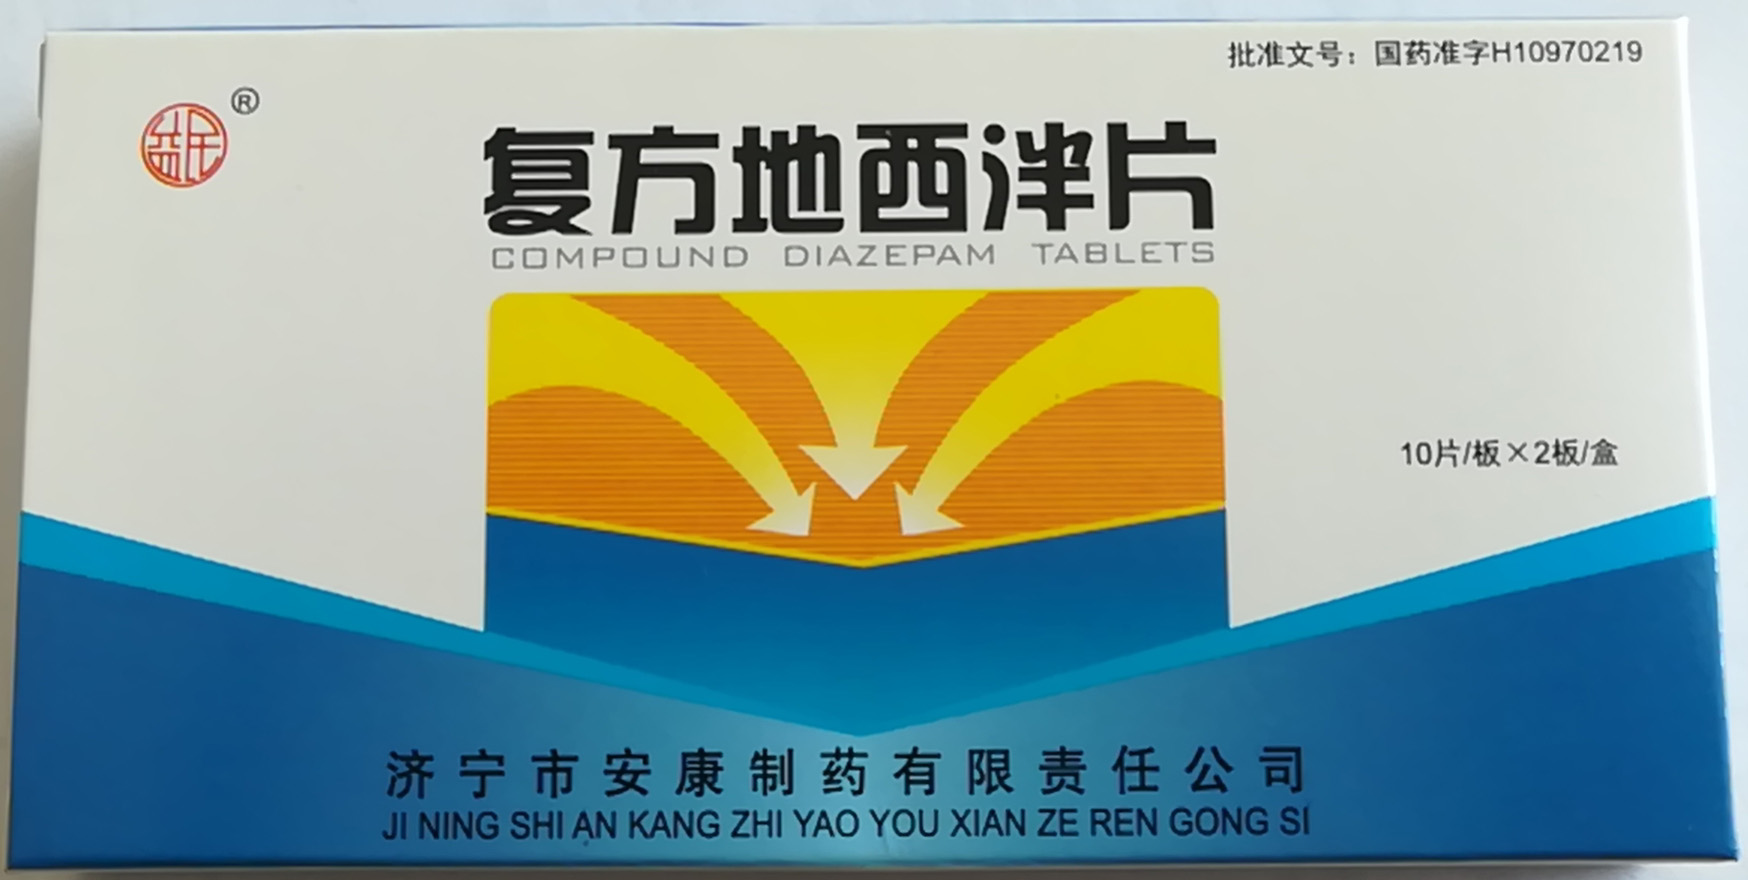 批准文号：国药准字H10970219
益民®
复方地西泮片
COMPOUND DIAZEPAM TABLETS
10片/板×2板/盒
济宁市安康制药有限责任公司
JI NING SHI AN KANG ZHI YAO YOU XIAN ZE REN GONG SI